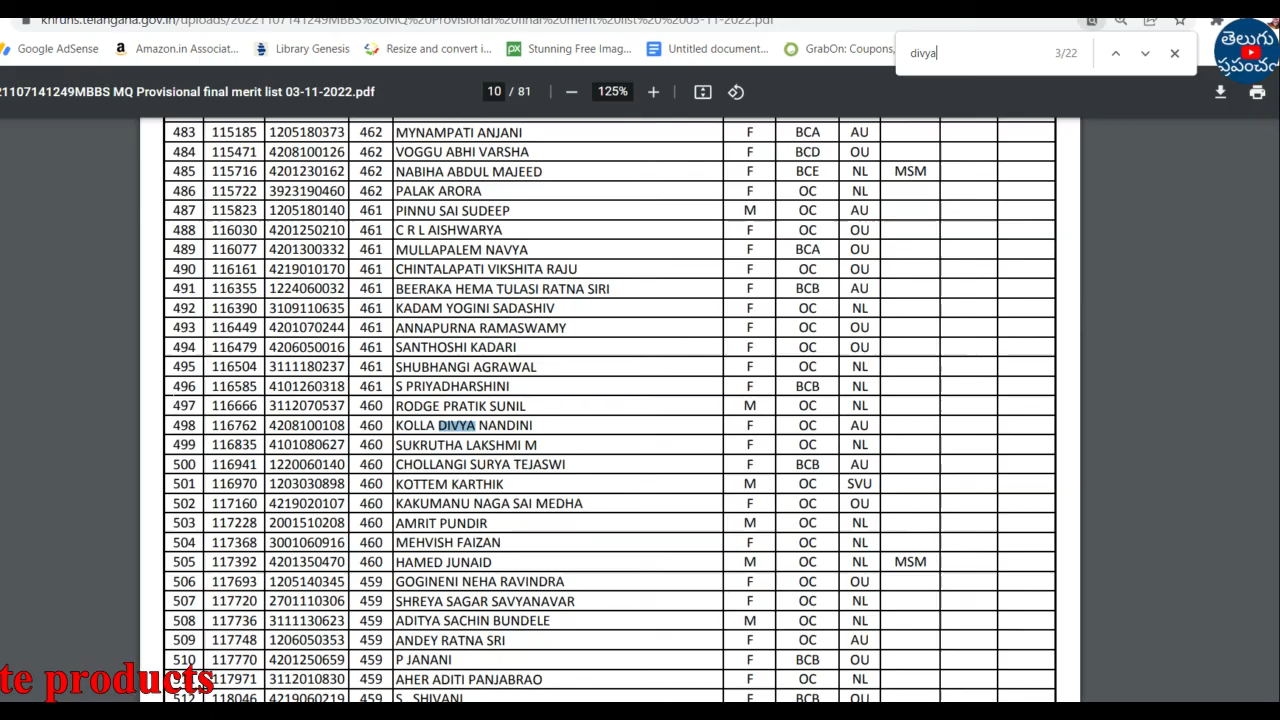 knruhs.telangana.gov.in/uploads/20221107141249MBBS%20MQ%20Provisional%20final%20merit%20list%20%2003-11-2022.pdf
Google AdSense Amazon.in Associat... Library Genesis Resize and convert i... Stunning Free Imag... Untitled document... GrabOn: Coupons,
divya 3/22
తెలుగు
ప్రపంచం
1107141249MBBS MQ Provisional final merit list 03-11-2022.pdf 10 / 81 125%
483 115185 1205180373 462 MYNAMPATI ANJANI F BCA AU
484 115471 4208100126 462 VOGGU ABHI VARSHA F BCD OU
485 115716 4201230162 462 NABIHA ABDUL MAJEED F BCE NL MSM
486 115722 3923190460 462 PALAK ARORA F OC NL
487 115823 1205180140 461 PINNU SAI SUDEEP M OC AU
488 116030 4201250210 461 C R L AISHWARYA F OC OU
489 116077 4201300332 461 MULLAPALEM NAVYA F BCA OU
490 116161 4219010170 461 CHINTALAPATI VIKSHITA RAJU F OC OU
491 116355 1224060032 461 BEERAKA HEMA TULASI RATNA SIRI F BCB AU
492 116390 3109110635 461 KADAM YOGINI SADASHIV F OC NL
493 116449 4201070244 461 ANNAPURNA RAMASWAMY F OC OU
494 116479 4206050016 461 SANTHOSHI KADARI F OC OU
495 116504 3111180237 461 SHUBHANGI AGRAWAL F OC NL
496 116585 4101260318 461 S PRIYADHARSHINI F BCB NL
497 116666 3112070537 460 RODGE PRATIK SUNIL M OC NL
498 116762 4208100108 460 KOLLA DIVYA NANDINI F OC AU
499 116835 4101080627 460 SUKRUTHA LAKSHMI M F OC NL
500 116941 1220060140 460 CHOLLANGI SURYA TEJASWI F BCB AU
501 116970 1203030898 460 KOTTEM KARTHIK M OC SVU
502 117160 4219020107 460 KAKUMANU NAGA SAI MEDHA F OC OU
503 117228 2001510208 460 AMRIT PUNDIR M OC NL
504 117368 3001060916 460 MEHVISH FAIZAN F OC NL
505 117392 4201350470 460 HAMED JUNAID M OC NL MSM
506 117693 1205140345 459 GOGINENI NEHA RAVINDRA F OC OU
507 117720 2701110306 459 SHREYA SAGAR SAVYANAVAR F OC NL
508 117736 3111130623 459 ADITYA SACHIN BUNDELE M OC NL
509 117748 1206050353 459 ANDEY RATNA SRI F OC AU
510 117770 4201250659 459 P JANANI F BCB OU
117971 3112010830 459 AHER ADITI PANJABRAO F OC NL
512 118046 4219060219 459 S. SHIVANI F BCB OU
te products